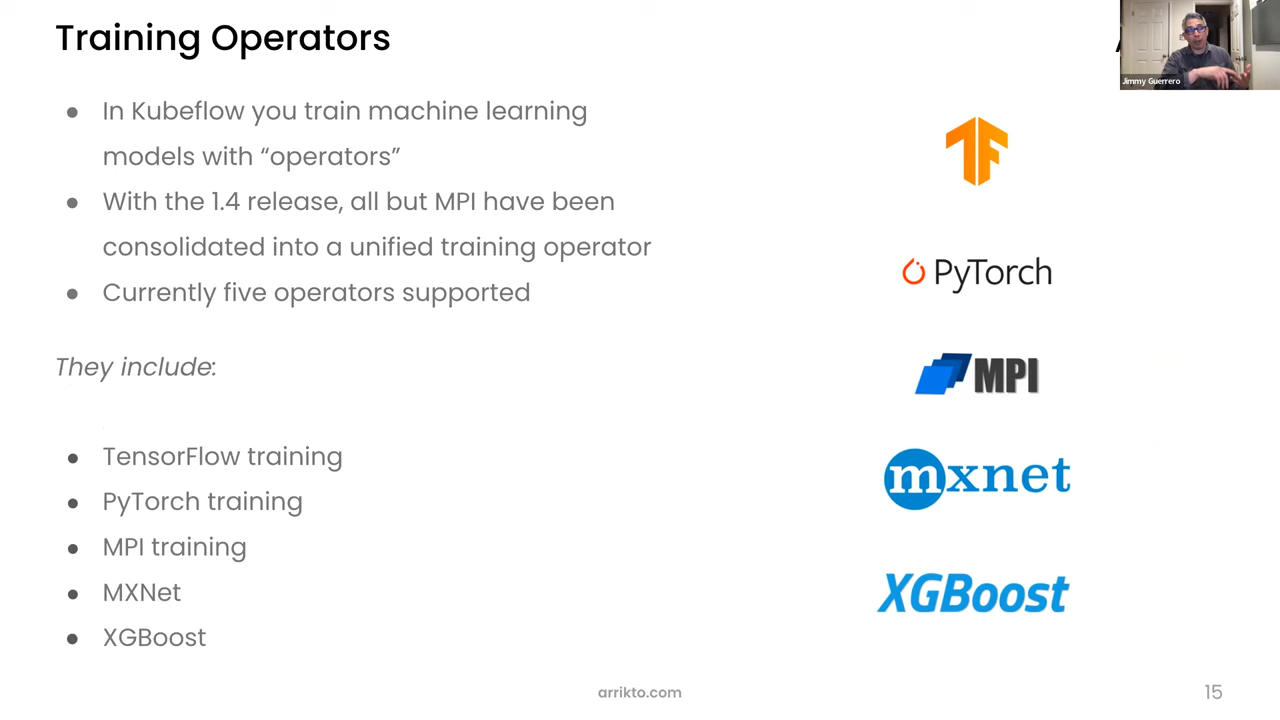 Training Operators
Jimmy Guerrero
● In Kubeflow you train machine learning
models with “operators”
● With the 1.4 release, all but MPI have been
consolidated into a unified training operator
● Currently five operators supported
They include:
● TensorFlow training
● PyTorch training
● MPI training
● MXNet
● XGBoost
TF
PyTorch
MPI
mxnet
XGBoost
arrikto.com
15